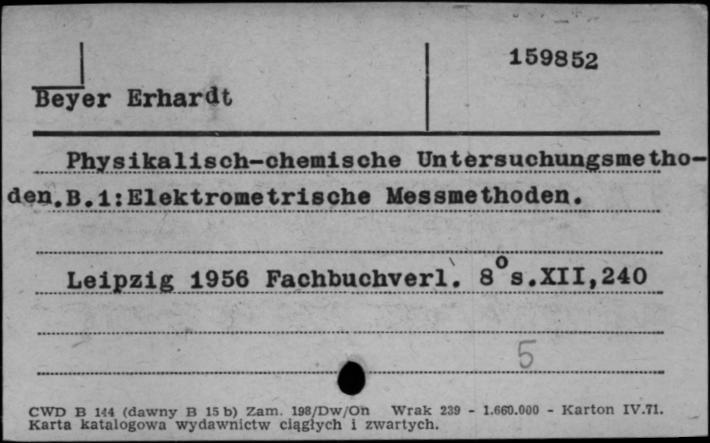 159852
Beyer Erhardt
Physikalisch-chemische Untersuchungsmetho-
den.B.1:Elektrometrische Messmethoden.
Leipzig 1956 Fachbuchverl. 8° s.XII,240
5
CWD B 144 (dawny B 15 b) Zam. 198/Dw/On Wrak 239 - 1.660.000 - Karton IV.71.
Karta katalogowa wydawnictw ciągłych i zwartych.